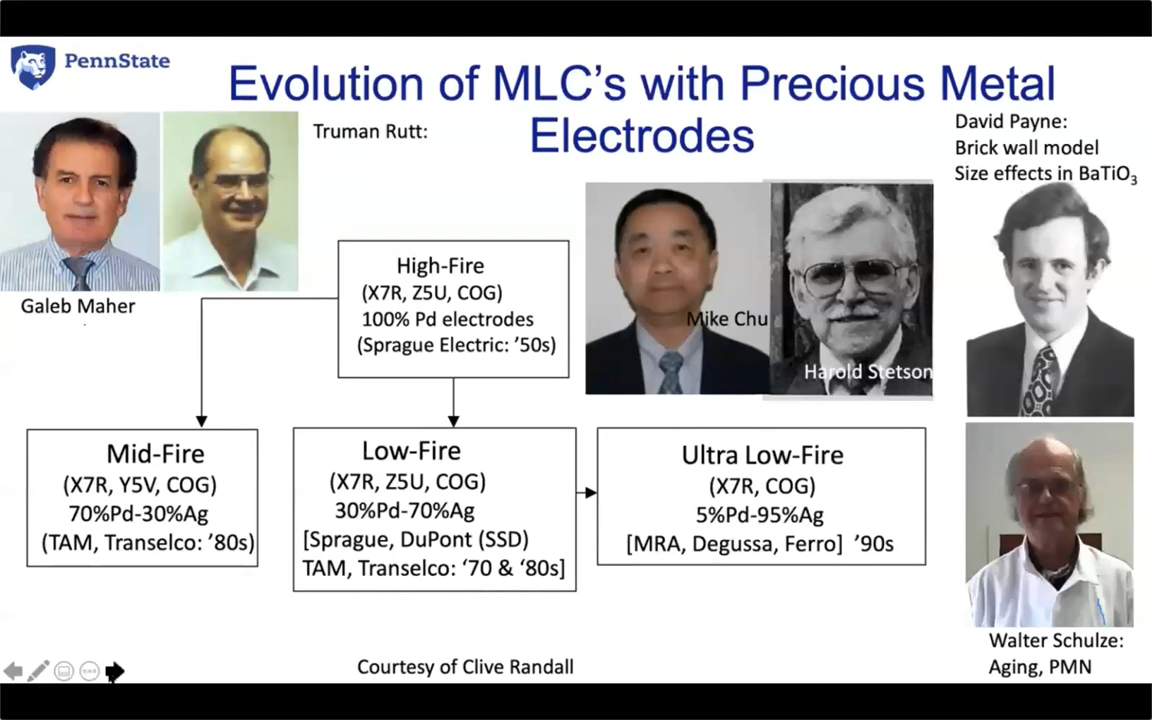 PennState
Evolution of MLC's with Precious Metal
Electrodes
Truman Rutt:
David Payne:
Brick wall model
Size effects in BaTiO₃
Galeb Maher
High-Fire
(X7R, Z5U, COG)
100% Pd electrodes
(Sprague Electric: ’50s)
Mike Chu
Harold Stetson
Mid-Fire
(X7R, Y5V, COG)
70%Pd-30%Ag
(TAM, Transelco: ’80s)
Low-Fire
(X7R, Z5U, COG)
30%Pd-70%Ag
[Sprague, DuPont (SSD)
TAM, Transelco: ‘70 & ‘80s]
Ultra Low-Fire
(X7R, COG)
5%Pd-95%Ag
[MRA, Degussa, Ferro] ’90s
Walter Schulze:
Aging, PMN
Courtesy of Clive Randall